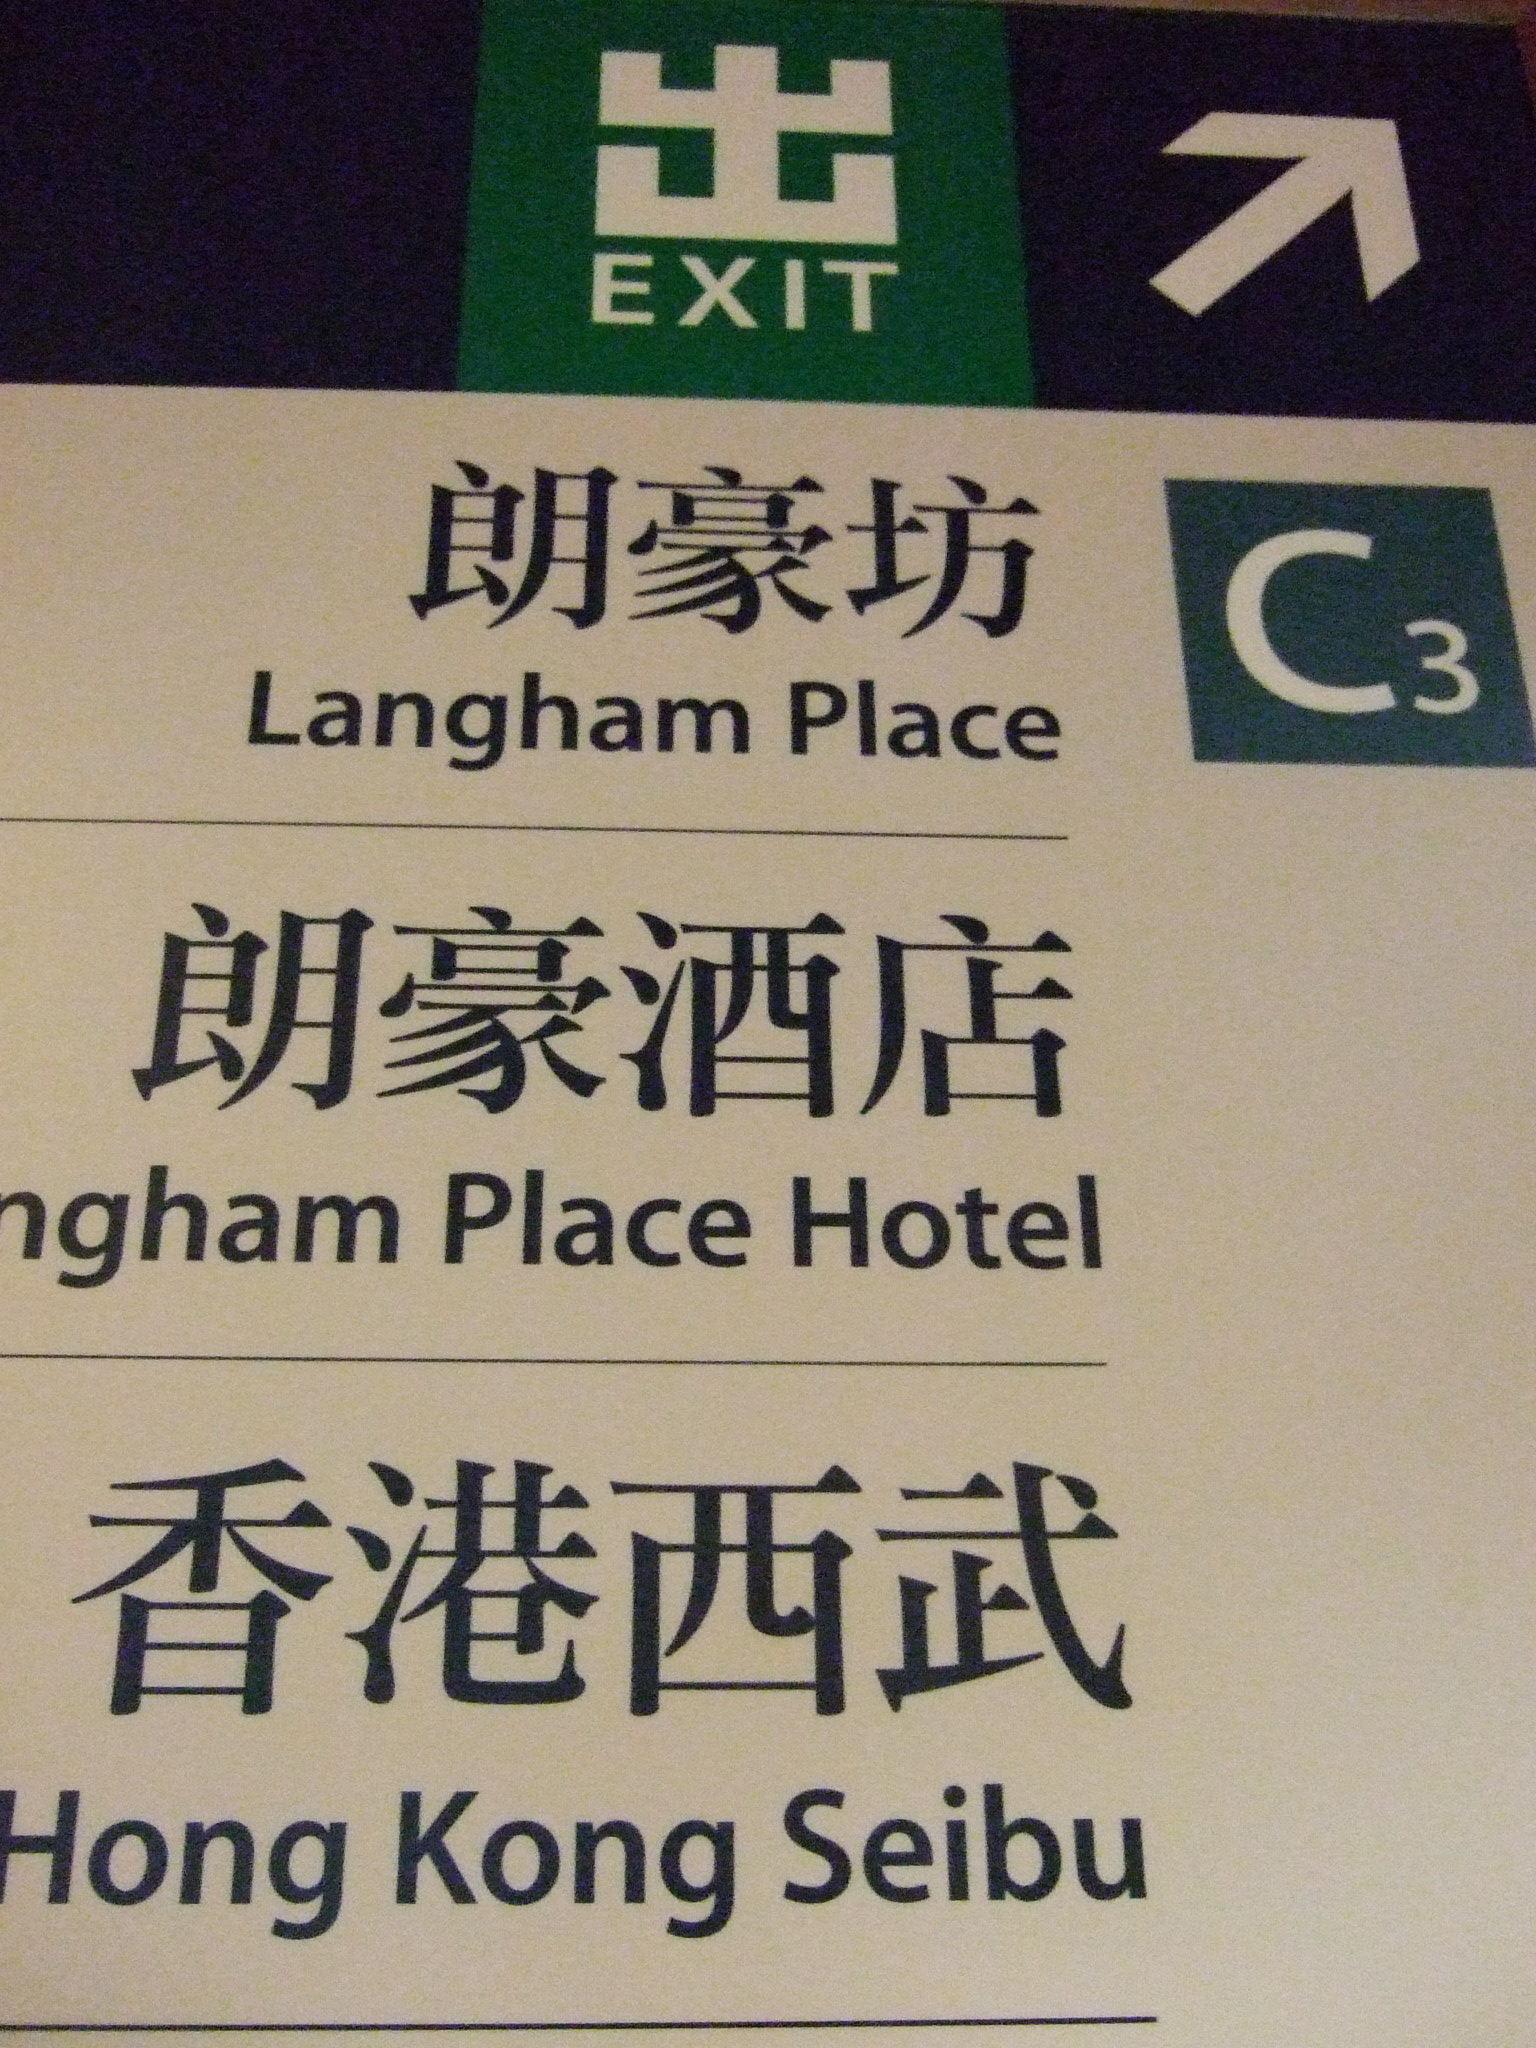 出
EXIT
朗豪坊
C3
Langham Place
朗豪酒店
ngham Place Hotel
香港西武
Hong Kong Seibu